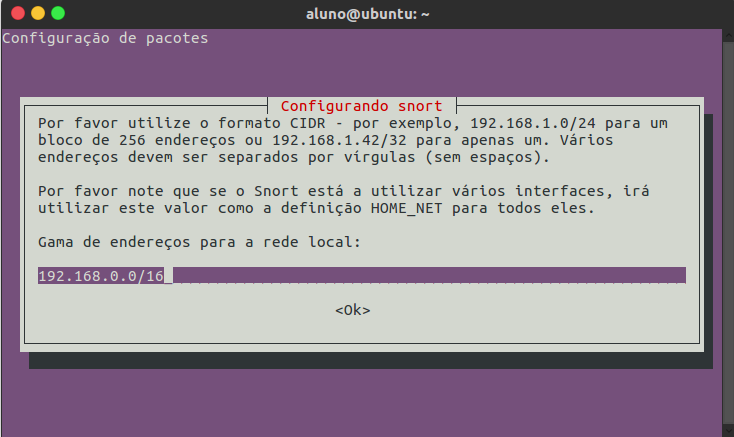 aluno@ubuntu: ~
Configuração de pacotes
Configurando snort
Por favor utilize o formato CIDR - por exemplo, 192.168.1.0/24 para um
bloco de 256 endereços ou 192.168.1.42/32 para apenas um. Vários
endereços devem ser separados por vírgulas (sem espaços).
Por favor note que se o Snort está a utilizar vários interfaces, irá
utilizar este valor como a definição HOME_NET para todos eles.
Gama de endereços para a rede local:
192.168.0.0/16
<Ok>